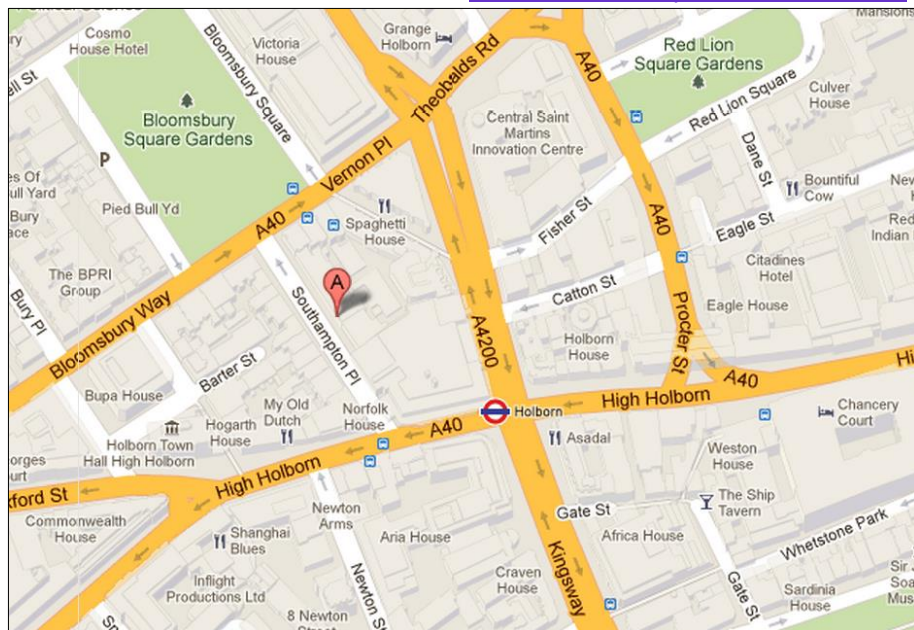 Cosmo
House Hotel
Bloomsbury Square
Victoria
House
Grange
Holborn
Theobalds Rd
A40
Red Lion
Square Gardens
Mansions
Culver
House
Red Lion Square
Bloomsbury
Square Gardens
Central Saint
Martins
Innovation Centre
Dane St
P
Vernon Pl
Bountiful
Cow
Pied Bull Yd
A40
Spaghetti
House
Fisher St
A40
Eagle St
Citadines
Hotel
The BPRI
Group
A
Catton St
Eagle House
Bury Pl
Bloomsbury Way
Southampton Pl
A4200
Holborn
House
Procter St
Barter St
A40
Bupa House
High Holborn
My Old
Dutch
Norfolk
House
A40
Holborn
Chancery
Court
Hogarth
House
Holborn Town
Hall High Holborn
Asadal
Weston
House
High Holborn
The Ship
Tavern
Commonwealth
House
Newton
Arms
Gate St
Shanghai
Blues
Aria House
Africa House
Whetstone Park
Kingsway
Inflight
Productions Ltd
Craven
House
Newton St
Gate St
Sardinia
House
8 Newton